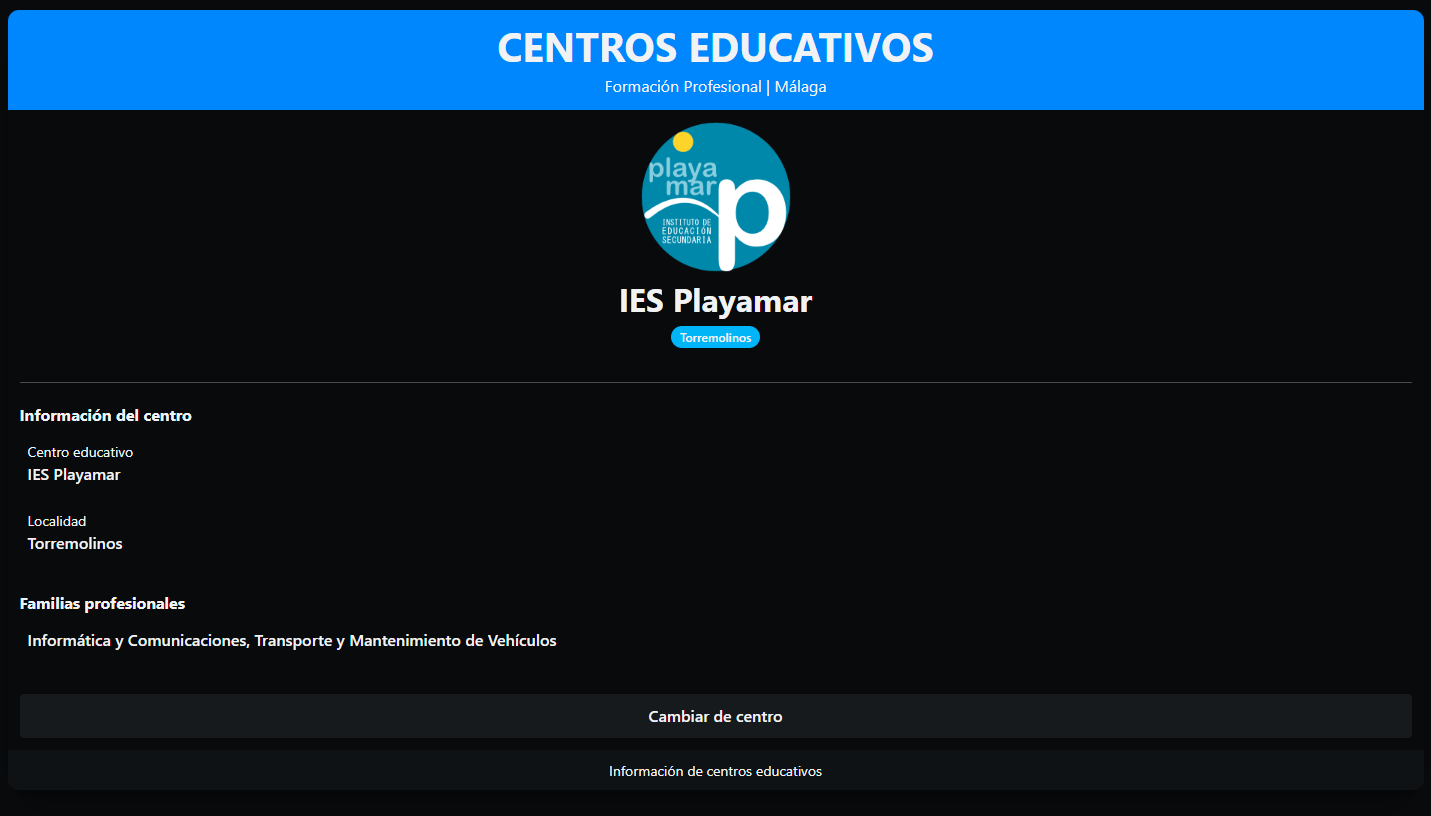 CENTROS EDUCATIVOS
Formación Profesional | Málaga
playa
mar
INSTITUTO DE
EDUCACIÓN
SECUNDARIA
p
IES Playamar
Torremolinos
Información del centro
Centro educativo
IES Playamar
Localidad
Torremolinos
Familias profesionales
Informática y Comunicaciones, Transporte y Mantenimiento de Vehículos
Cambiar de centro
Información de centros educativos